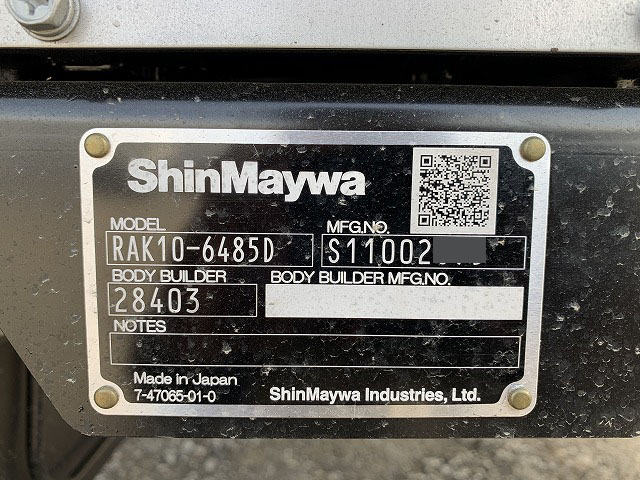 ShinMaywa
MODEL MFG.NO.
RAK10-6485D S11002
BODY BUILDER BODY BUILDER MFG.NO.
28403
NOTES
Made in Japan
7-47065-01-0 ShinMaywa Industries, Ltd.